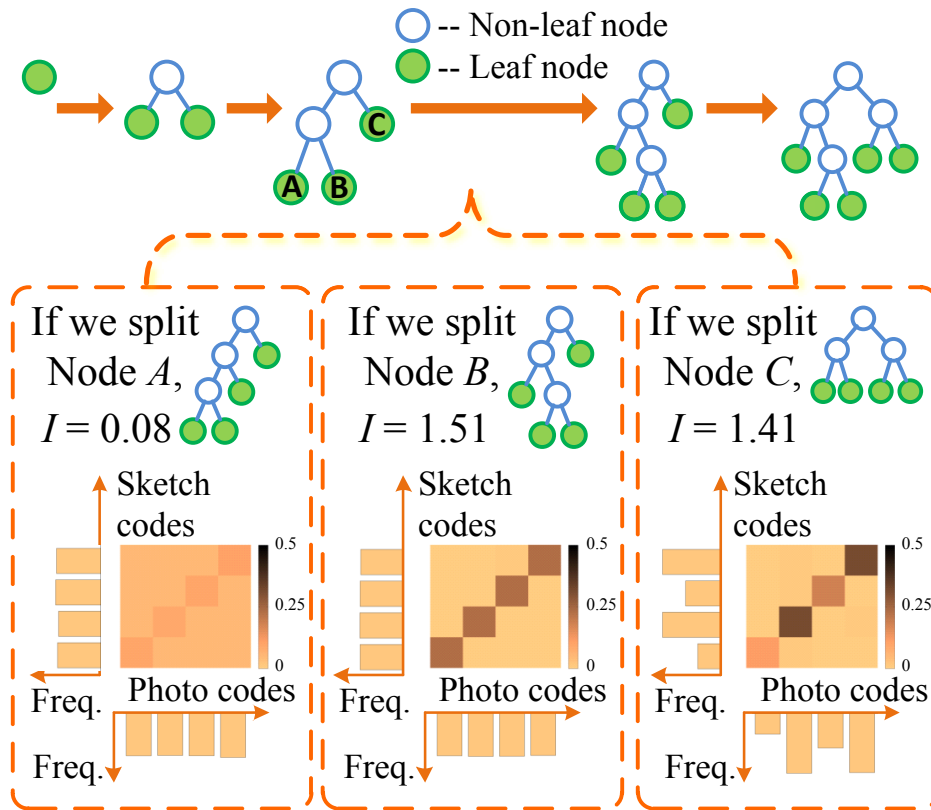 -- Non-leaf node
-- Leaf node
C
A B
If we split
Node A,
I = 0.08
Sketch
codes
0.5
0.25
0
Freq.
Photo codes
Freq.
If we split
Node B,
I = 1.51
Sketch
codes
0.5
0.25
0
Freq.
Photo codes
Freq.
If we split
Node C,
I = 1.41
Sketch
codes
0.5
0.25
0
Freq.
Photo codes
Freq.